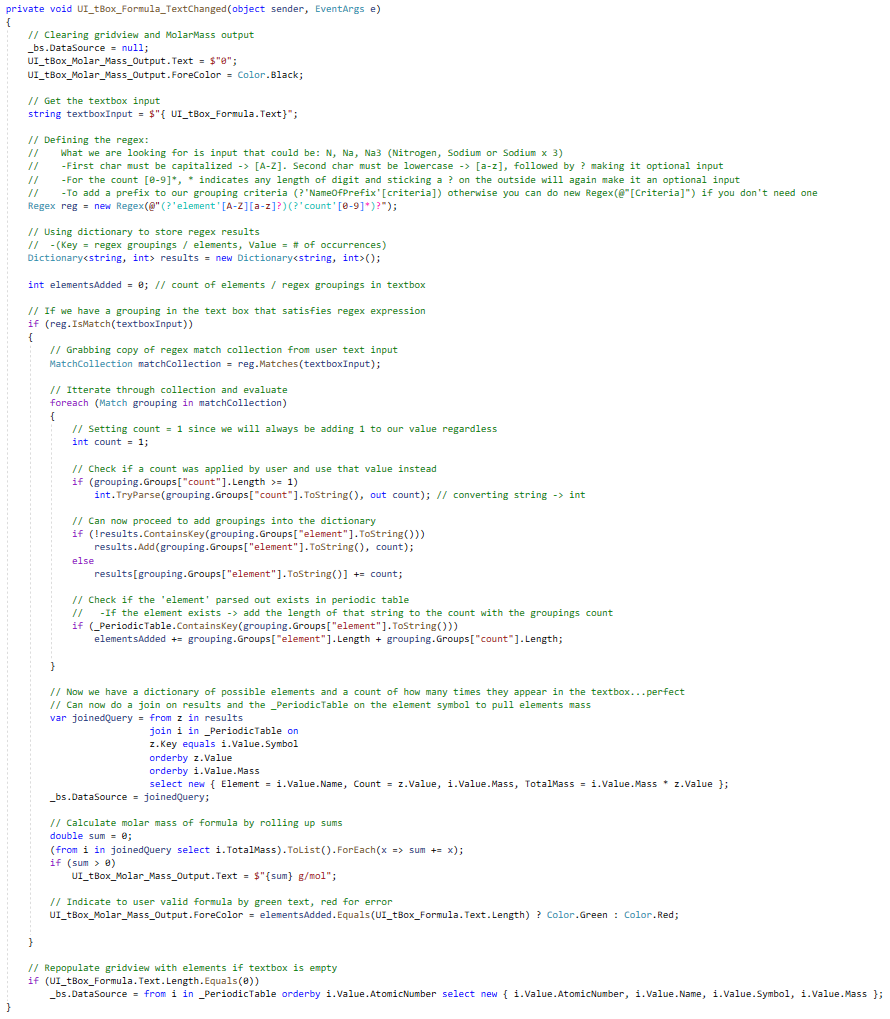 private void UI_tBox_Formula_TextChanged(object sender, EventArgs e)
{
    // Clearing gridview and MolarMass output
    _bs.DataSource = null;
    UI_tBox_Molar_Mass_Output.Text = $"0";
    UI_tBox_Molar_Mass_Output.ForeColor = Color.Black;

    // Get the textbox input
    string textboxInput = $"{ UI_tBox_Formula.Text}";

    // Defining the regex:
    //    What we are looking for is input that could be: N, Na, Na3 (Nitrogen, Sodium or Sodium x 3)
    //    -First char must be capitalized -> [A-Z]. Second char must be lowercase -> [a-z], followed by ? making it optional input
    //    -For the count [0-9]*, * indicates any length of digit and sticking a ? on the outside will again make it an optional input
    //    -To add a prefix to our grouping criteria (?'NameOfPrefix'[criteria]) otherwise you can do new Regex(@"[Criteria]") if you don't need one
    Regex reg = new Regex(@"(?'element'[A-Z][a-z]?)(?'count'[0-9]*)?");

    // Using dictionary to store regex results
    //  -(Key = regex groupings / elements, Value = # of occurrences)
    Dictionary<string, int> results = new Dictionary<string, int>();

    int elementsAdded = 0; // count of elements / regex groupings in textbox

    // If we have a grouping in the text box that satisfies regex expression
    if (reg.IsMatch(textboxInput))
    {
        // Grabbing copy of regex match collection from user text input
        MatchCollection matchCollection = reg.Matches(textboxInput);

        // Itterate through collection and evaluate
        foreach (Match grouping in matchCollection)
        {
            // Setting count = 1 since we will always be adding 1 to our value regardless
            int count = 1;

            // Check if a count was applied by user and use that value instead
            if (grouping.Groups["count"].Length >= 1)
                int.TryParse(grouping.Groups["count"].ToString(), out count); // converting string -> int

            // Can now proceed to add groupings into the dictionary
            if (!results.ContainsKey(grouping.Groups["element"].ToString()))
                results.Add(grouping.Groups["element"].ToString(), count);
            else
                results[grouping.Groups["element"].ToString()] += count;

            // Check if the 'element' parsed out exists in periodic table
            //   -If the element exists -> add the length of that string to the count with the groupings count
            if (_PeriodicTable.ContainsKey(grouping.Groups["element"].ToString()))
                elementsAdded += grouping.Groups["element"].Length + grouping.Groups["count"].Length;

        }

        // Now we have a dictionary of possible elements and a count of how many times they appear in the textbox...perfect
        // Can now do a join on results and the _PeriodicTable on the element symbol to pull elements mass
        var joinedQuery = from z in results
                          join i in _PeriodicTable on
                          z.Key equals i.Value.Symbol
                          orderby z.Value
                          orderby i.Value.Mass
                          select new { Element = i.Value.Name, Count = z.Value, i.Value.Mass, TotalMass = i.Value.Mass * z.Value };
        _bs.DataSource = joinedQuery;

        // Calculate molar mass of formula by rolling up sums
        double sum = 0;
        (from i in joinedQuery select i.TotalMass).ToList().ForEach(x => sum += x);
        if (sum > 0)
            UI_tBox_Molar_Mass_Output.Text = $"{sum} g/mol";

        // Indicate to user valid formula by green text, red for error
        UI_tBox_Molar_Mass_Output.ForeColor = elementsAdded.Equals(UI_tBox_Formula.Text.Length) ? Color.Green : Color.Red;

    }

    // Repopulate gridview with elements if textbox is empty
    if (UI_tBox_Formula.Text.Length.Equals(0))
        _bs.DataSource = from i in _PeriodicTable orderby i.Value.AtomicNumber select new { i.Value.AtomicNumber, i.Value.Name, i.Value.Symbol, i.Value.Mass };
}